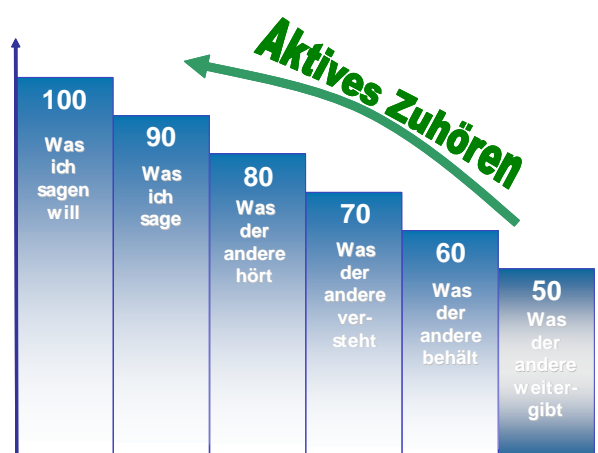 Aktives Zuhören
100
Was
ich
sagen
will
90
Was
ich
sage
80
Was
der
andere
hört
70
Was
der
andere
ver-
steht
60
Was
der
andere
behält
50
Was
der
andere
weiter-
gibt